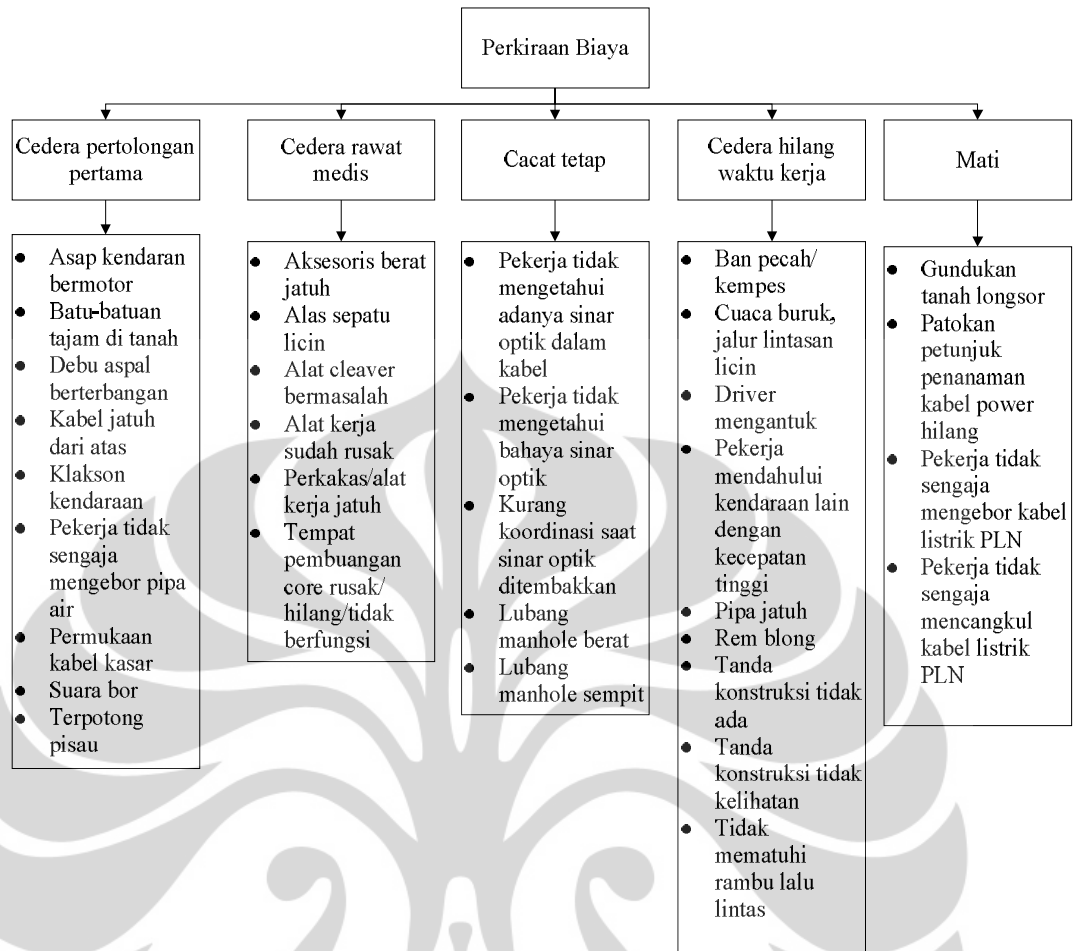 Perkiraan Biaya
Cedera pertolongan
pertama
Cedera rawat
medis
Cacat tetap
Cedera hilang
waktu kerja
Mati
• Asap kendaran
bermotor
• Batu-batuan
tajam di tanah
• Debu aspal
berterbangan
• Kabel jatuh
dari atas
• Klakson
kendaraan
• Pekerja tidak
sengaja
mengebor pipa
air
• Permukaan
kabel kasar
• Suara bor
• Terpotong
pisau
• Aksesoris berat
jatuh
• Alas sepatu
licin
• Alat cleaver
bermasalah
• Alat kerja
sudah rusak
• Perkakas/alat
kerja jatuh
• Tempat
pembuangan
core rusak/
hilang/tidak
berfungsi
• Pekerja tidak
mengetahui
adanya sinar
optik dalam
kabel
• Pekerja tidak
mengetahui
bahaya sinar
optik
• Kurang
koordinasi saat
sinar optik
ditembakkan
• Lubang
manhole berat
• Lubang
manhole sempit
• Ban pecah/
kempes
• Cuaca buruk,
jalur lintasan
licin
• Driver
mengantuk
• Pekerja
mendahului
kendaraan lain
dengan
kecepatan
tinggi
• Pipa jatuh
• Rem blong
• Tanda
konstruksi tidak
ada
• Tanda
konstruksi tidak
kelihatan
• Tidak
mematuhi
rambu lalu
lintas
• Gundukan
tanah longsor
• Patokan
petunjuk
penanaman
kabel power
hilang
• Pekerja tidak
sengaja
mengebor kabel
listrik PLN
• Pekerja tidak
sengaja
mencangkul
kabel listrik
PLN